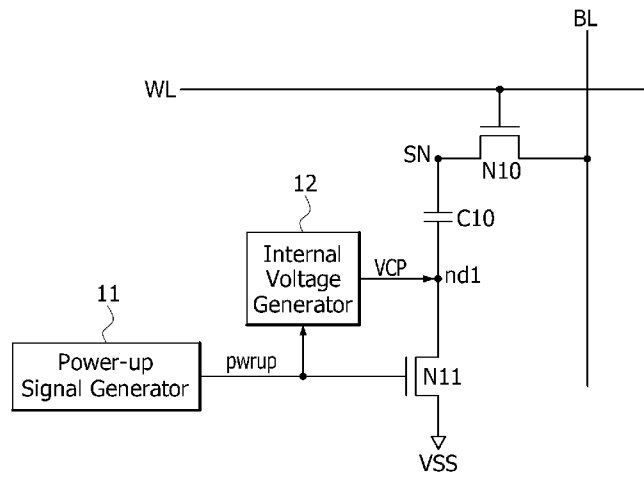 BL
WL
SN
N10
12
C10
Internal
Voltage
Generator
VCP
nd1
11
Power-up
Signal Generator
pwrup
N11
VSS